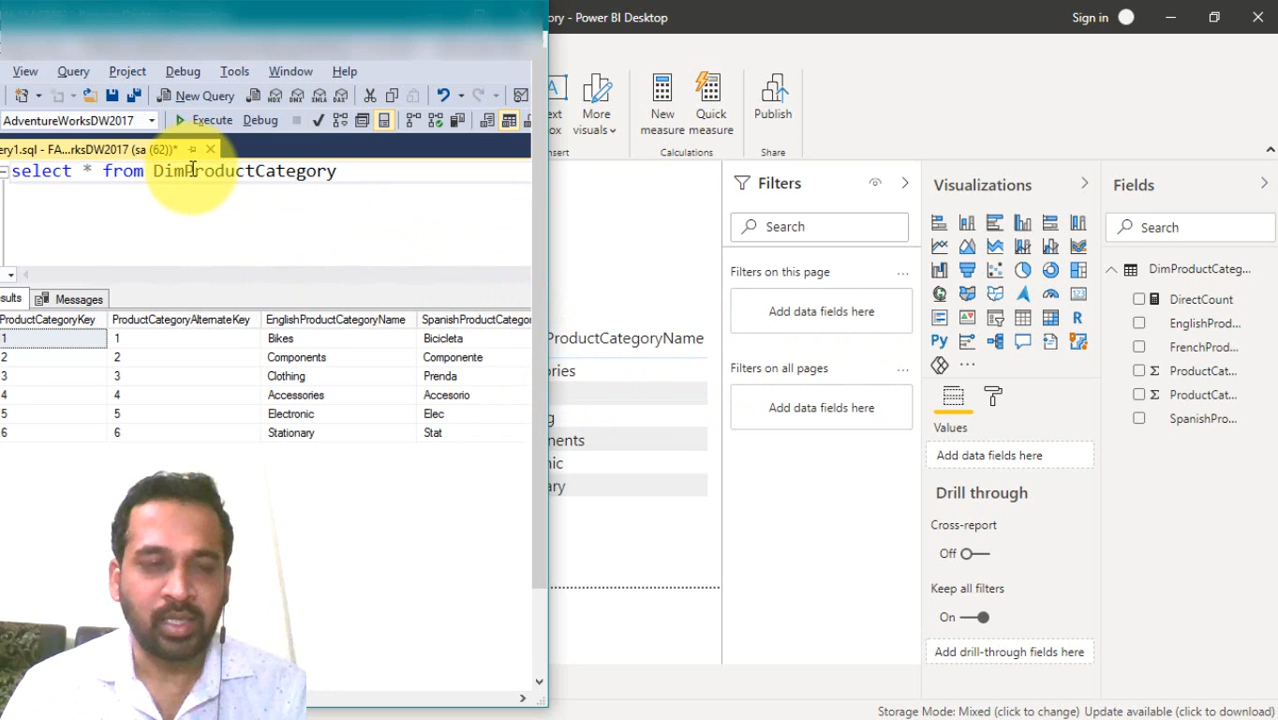 ory - Power BI Desktop
Sign in
View Query Project Debug Tools Window Help
New Query
AdventureWorksDW2017
Execute Debug
ery1.sql - FA...rksDW2017 (sa (62))*
select * from DimProductCategory
sults Messages
ProductCategoryKey ProductCategoryAlternateKey EnglishProductCategoryName SpanishProductCategor
1 1 Bikes Bicicleta
2 2 Components Componente
3 3 Clothing Prenda
4 4 Accessories Accesorio
5 5 Electronic Elec
6 6 Stationary Stat
ext
box
More
visuals
New
measure
Quick
measure
Publish
sert
Calculations
Share
ProductCategoryName
ries
g
nents
nic
ary
Filters
Search
Filters on this page
Add data fields here
Filters on all pages
Add data fields here
Visualizations
R
Py
Values
Add data fields here
Drill through
Cross-report
Off
Keep all filters
On
Add drill-through fields here
Fields
Search
DimProductCateg...
DirectCount
EnglishProd...
FrenchProd...
ProductCat...
ProductCat...
SpanishPro...
Storage Mode: Mixed (click to change) Update available (click to download)